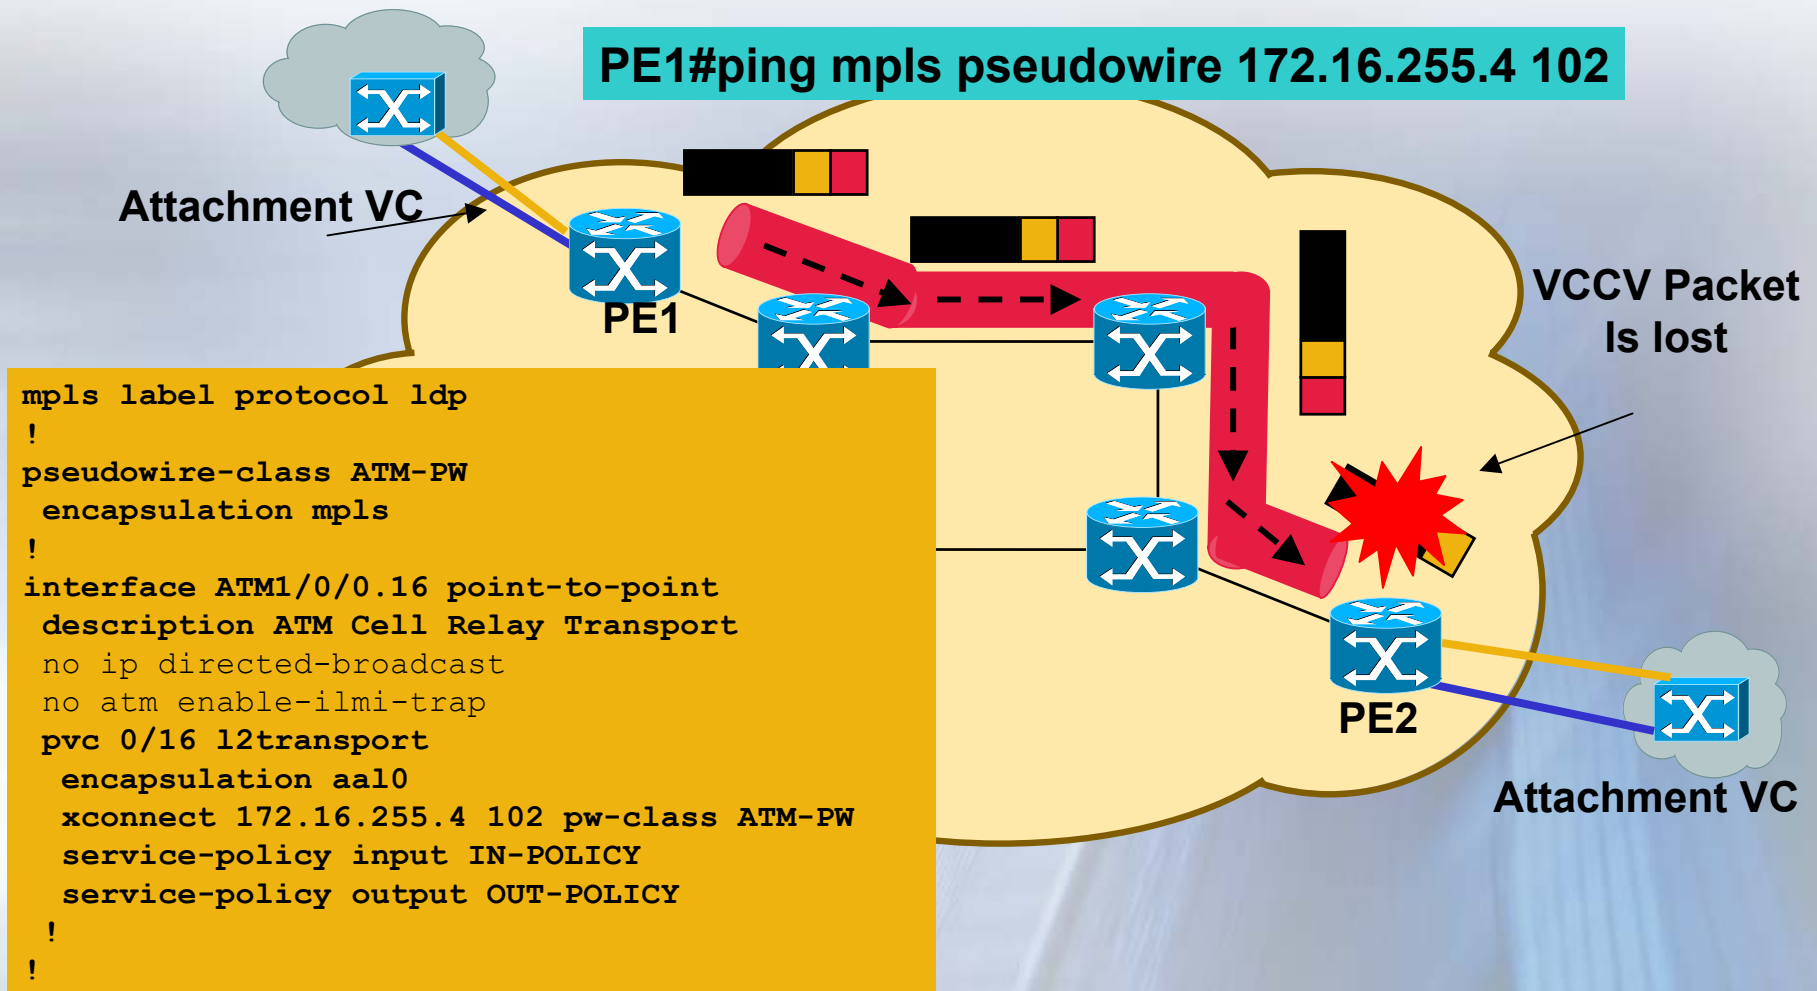 PE1#ping mpls pseudowire 172.16.255.4 102
Attachment VC
PE1
VCCV Packet
Is lost
mpls label protocol ldp
!
pseudowire-class ATM-PW
encapsulation mpls
!
interface ATM1/0/0.16 point-to-point
description ATM Cell Relay Transport
no ip directed-broadcast
no atm enable-ilmi-trap
pvc 0/16 l2transport
encapsulation aal0
xconnect 172.16.255.4 102 pw-class ATM-PW
service-policy input IN-POLICY
service-policy output OUT-POLICY
!
!
PE2
Attachment VC